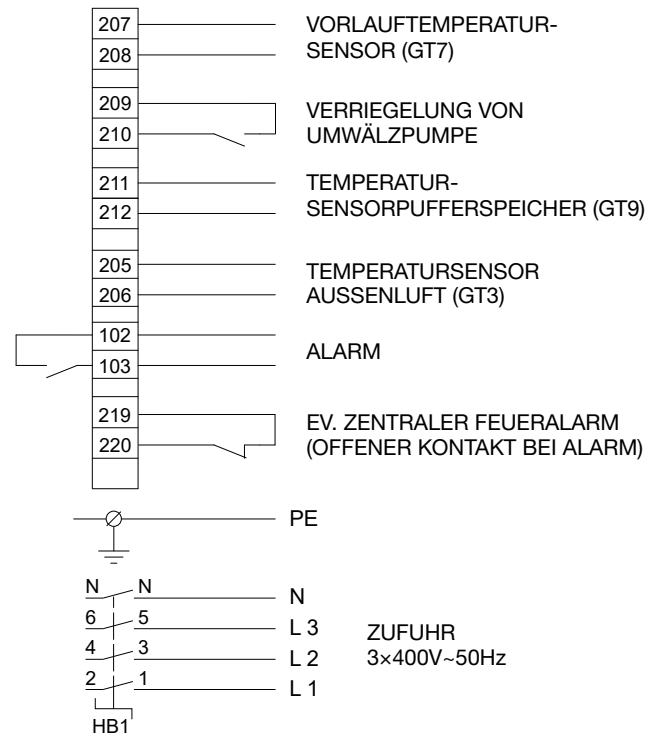 207
VORLAUFTEMPERATUR-
208
SENSOR (GT7)
209
VERRIEGELUNG VON
210
UMWÄLZPUMPE
211
TEMPERATUR-
212
SENSORPUFFERSPEICHER (GT9)
205
TEMPERATURSENSOR
206
AUSSENLUFT (GT3)
102
ALARM
103
219
EV. ZENTRALER FEUERALARM
220
(OFFENER KONTAKT BEI ALARM)
PE
N N N
6 5 L 3
ZUFUHR
4 3 L 2
3×400V~50Hz
2 1 L 1
HB1